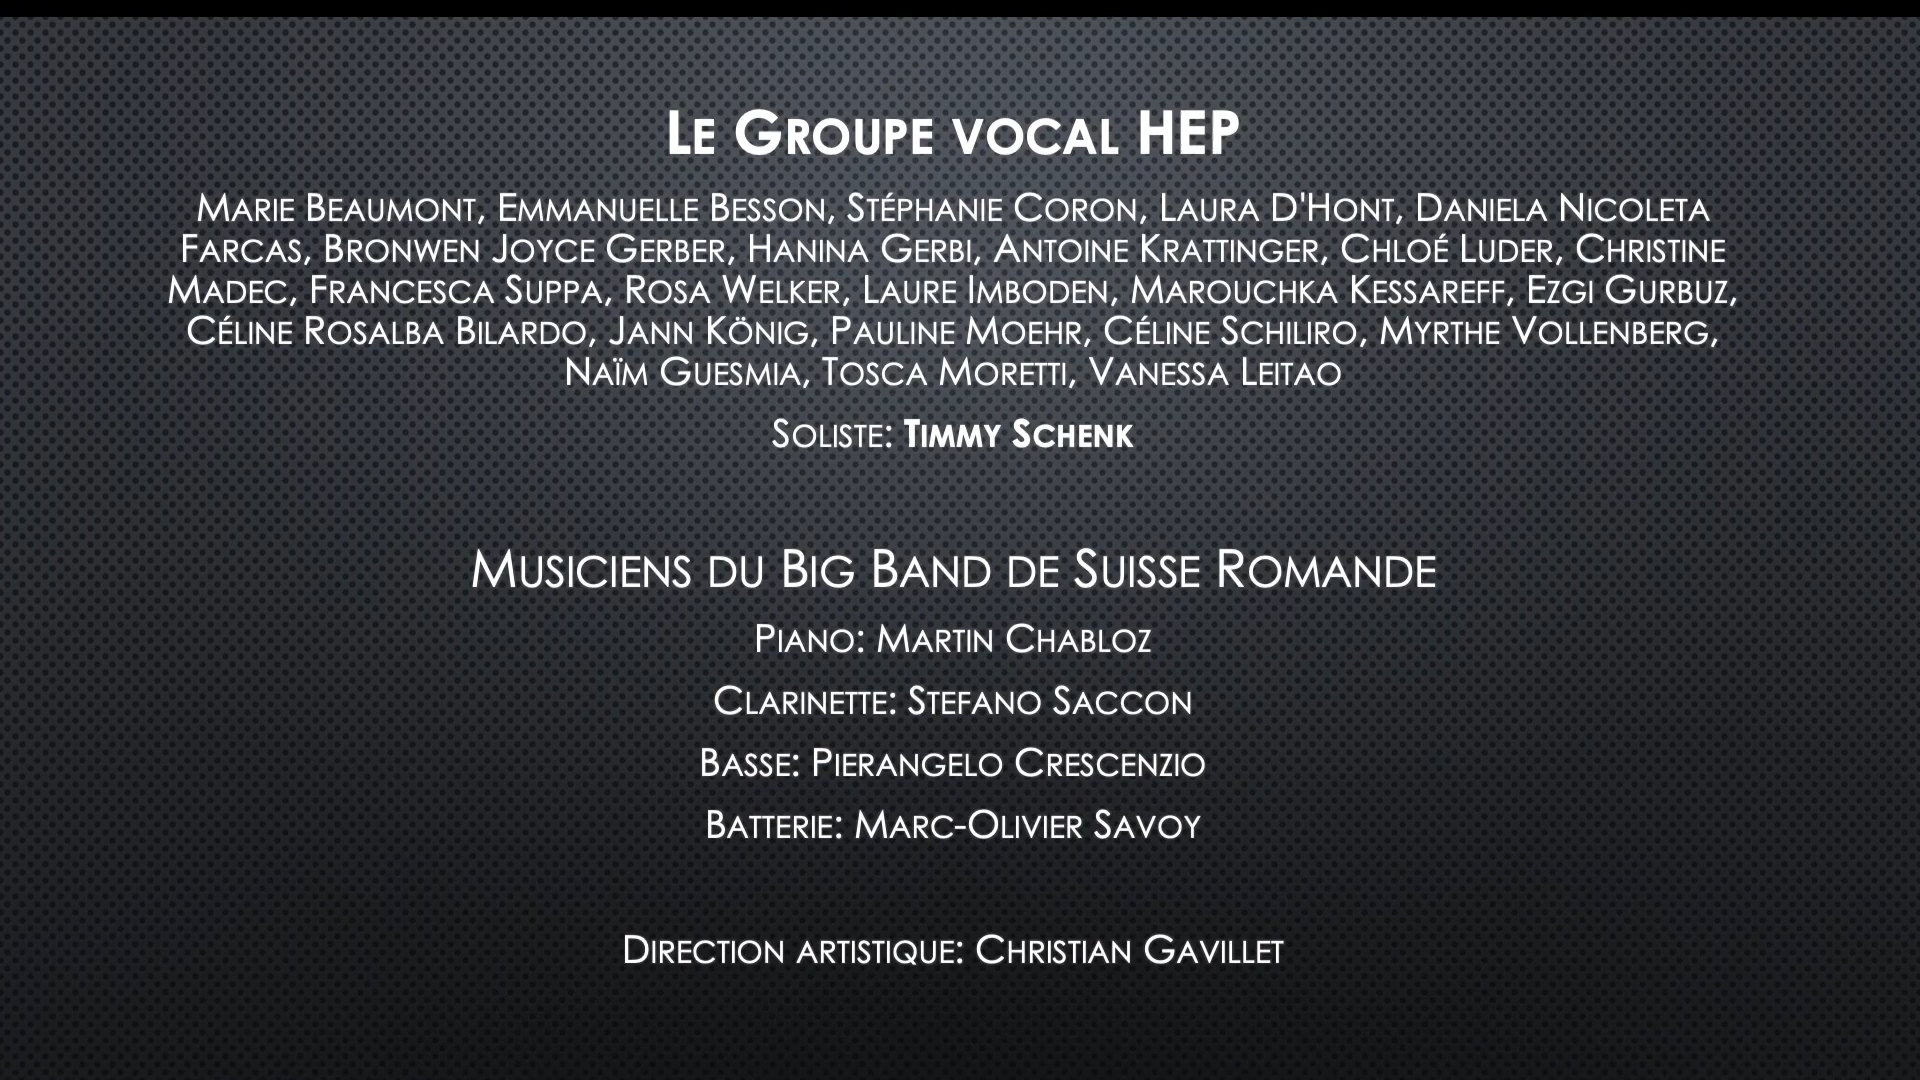 Le Groupe vocal HEP
Marie Beaumont, Emmanuelle Besson, Stéphanie Coron, Laura D'Hont, Daniela Nicoleta
Farcas, Bronwen Joyce Gerber, Hanina Gerbi, Antoine Krattinger, Chloé Luder, Christine
Madec, Francesca Suppa, Rosa Welker, Laure Imboden, Marouchka Kessareff, Ezgi Gurbuz,
Céline Rosalba Bilardo, Jann König, Pauline Moehr, Céline Schiliro, Myrthe Vollenberg,
Naïm Guesmia, Tosca Moretti, Vanessa Leitao
Soliste: Timmy Schenk
Musiciens du Big Band de Suisse Romande
Piano: Martin Chabloz
Clarinette: Stefano Saccon
Basse: Pierangelo Crescenzio
Batterie: Marc-Olivier Savoy
Direction artistique: Christian Gavillet